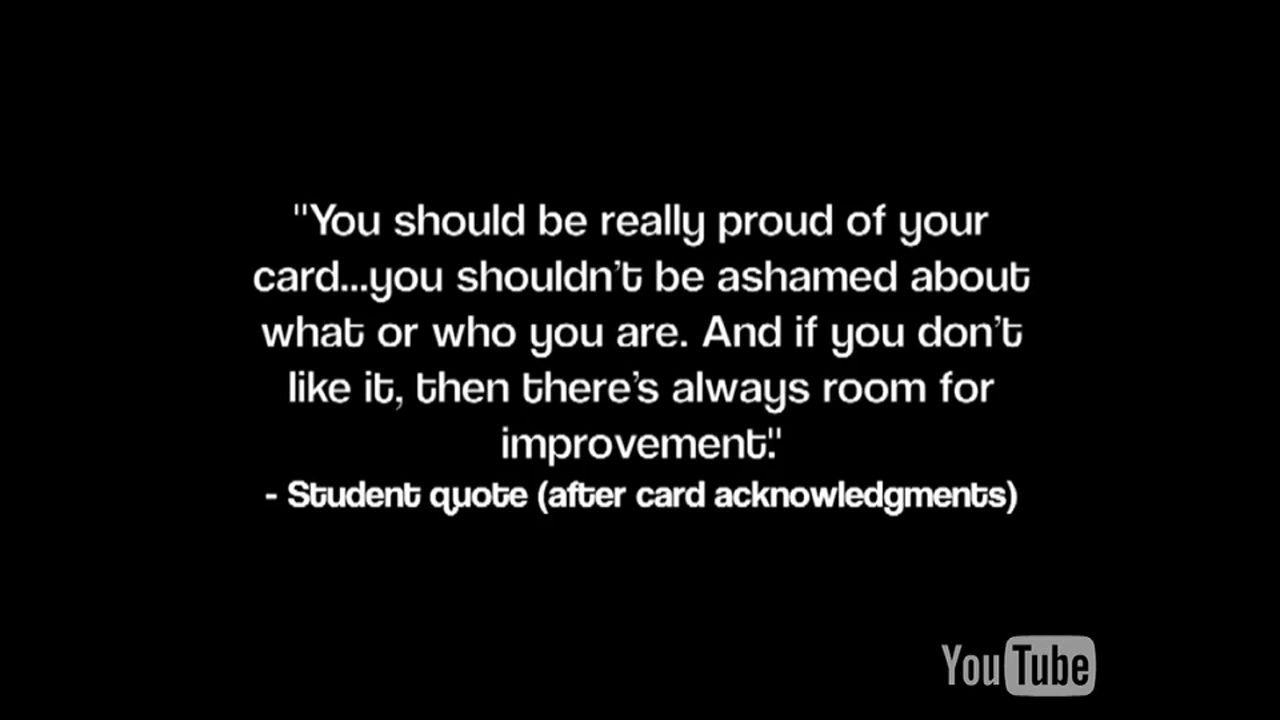 "You should be really proud of your
card...you shouldn't be ashamed about
what or who you are. And if you don't
like it, then there's always room for
improvement."
- Student quote (after card acknowledgments)
YouTube